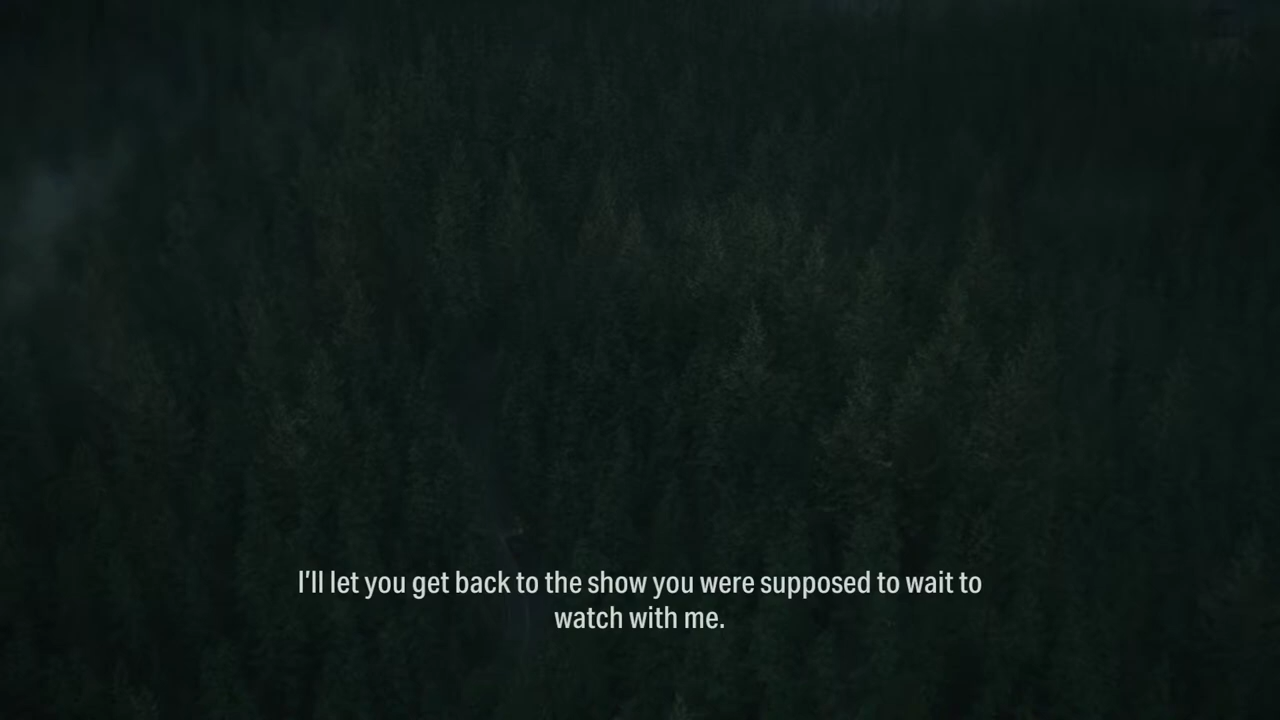 I'll let you get back to the show you were supposed to wait to
watch with me.